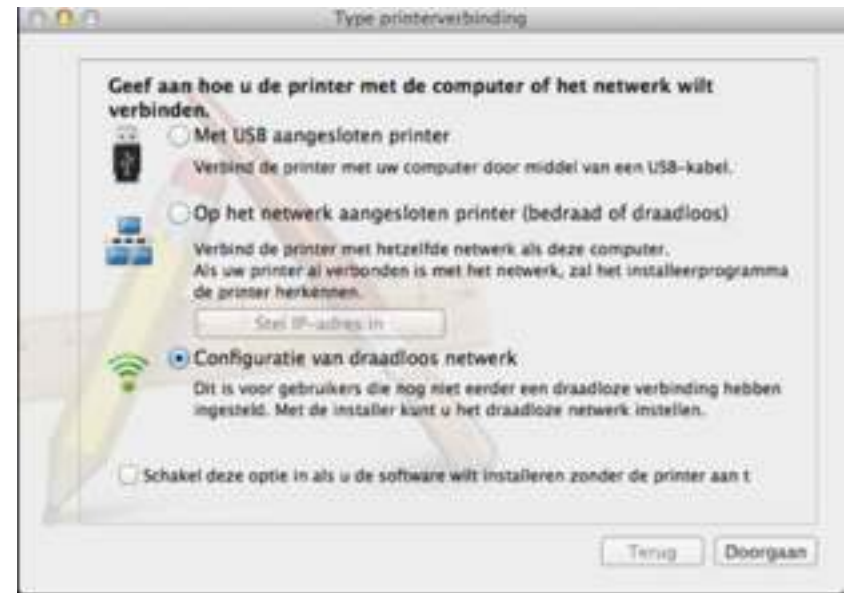 Type printerverbinding
Geef aan hoe u de printer met de computer of het netwerk wilt
verbinden.
Met USB aangesloten printer
Verbind de printer met uw computer door middel van een USB-kabel.
Op het netwerk aangesloten printer (bedraad of draadloos)
Verbind de printer met hetzelfde netwerk als deze computer.
Als uw printer al verbonden is met het netwerk, zal het installeerprogramma
de printer herkennen.
Stel IP-adres in
Configuratie van draadloos netwerk
Dit is voor gebruikers die nog niet eerder een draadloze verbinding hebben
ingesteld. Met de installer kunt u het draadloze netwerk instellen.
Schakel deze optie in als u de software wilt installeren zonder de printer aan t
Terug
Doorgaan